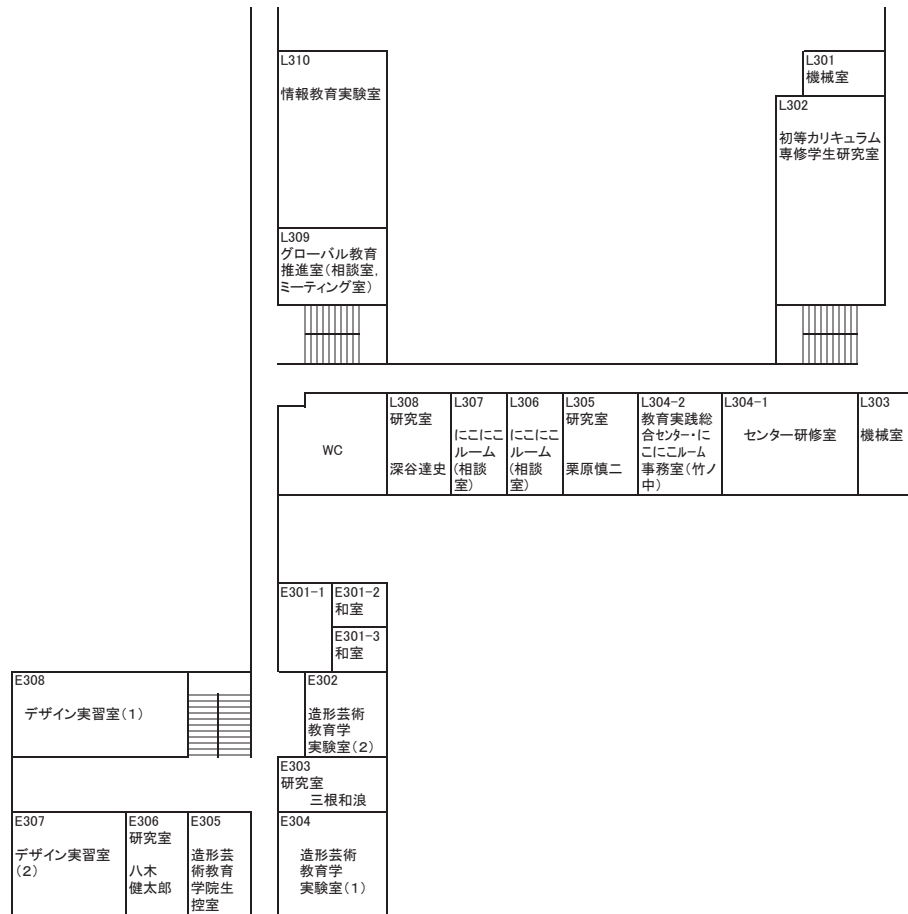 L310
情報教育実験室
L301
機械室
L302
初等カリキュラム
専修学生研究室
L309
グローバル教育
推進室(相談室,
ミーティング室)
WC
L308
研究室
深谷達史
L307
にこにこ
ルーム
(相談
室)
L306
にこにこ
ルーム
(相談
室)
L305
研究室
栗原慎二
L304-2
教育実践総
合センター・に
こにこルーム
事務室(竹ノ
中)
L304-1
センター研修室
L303
機械室
E301-1
E301-2
和室
E301-3
和室
E308
デザイン実習室(1)
E302
造形芸術
教育学
実験室(2)
E303
研究室
三根和浪
E307
デザイン実習室
(2)
E306
研究室
八木
健太郎
E305
造形芸
術教育
学院生
控室
E304
造形芸術
教育学
実験室(1)